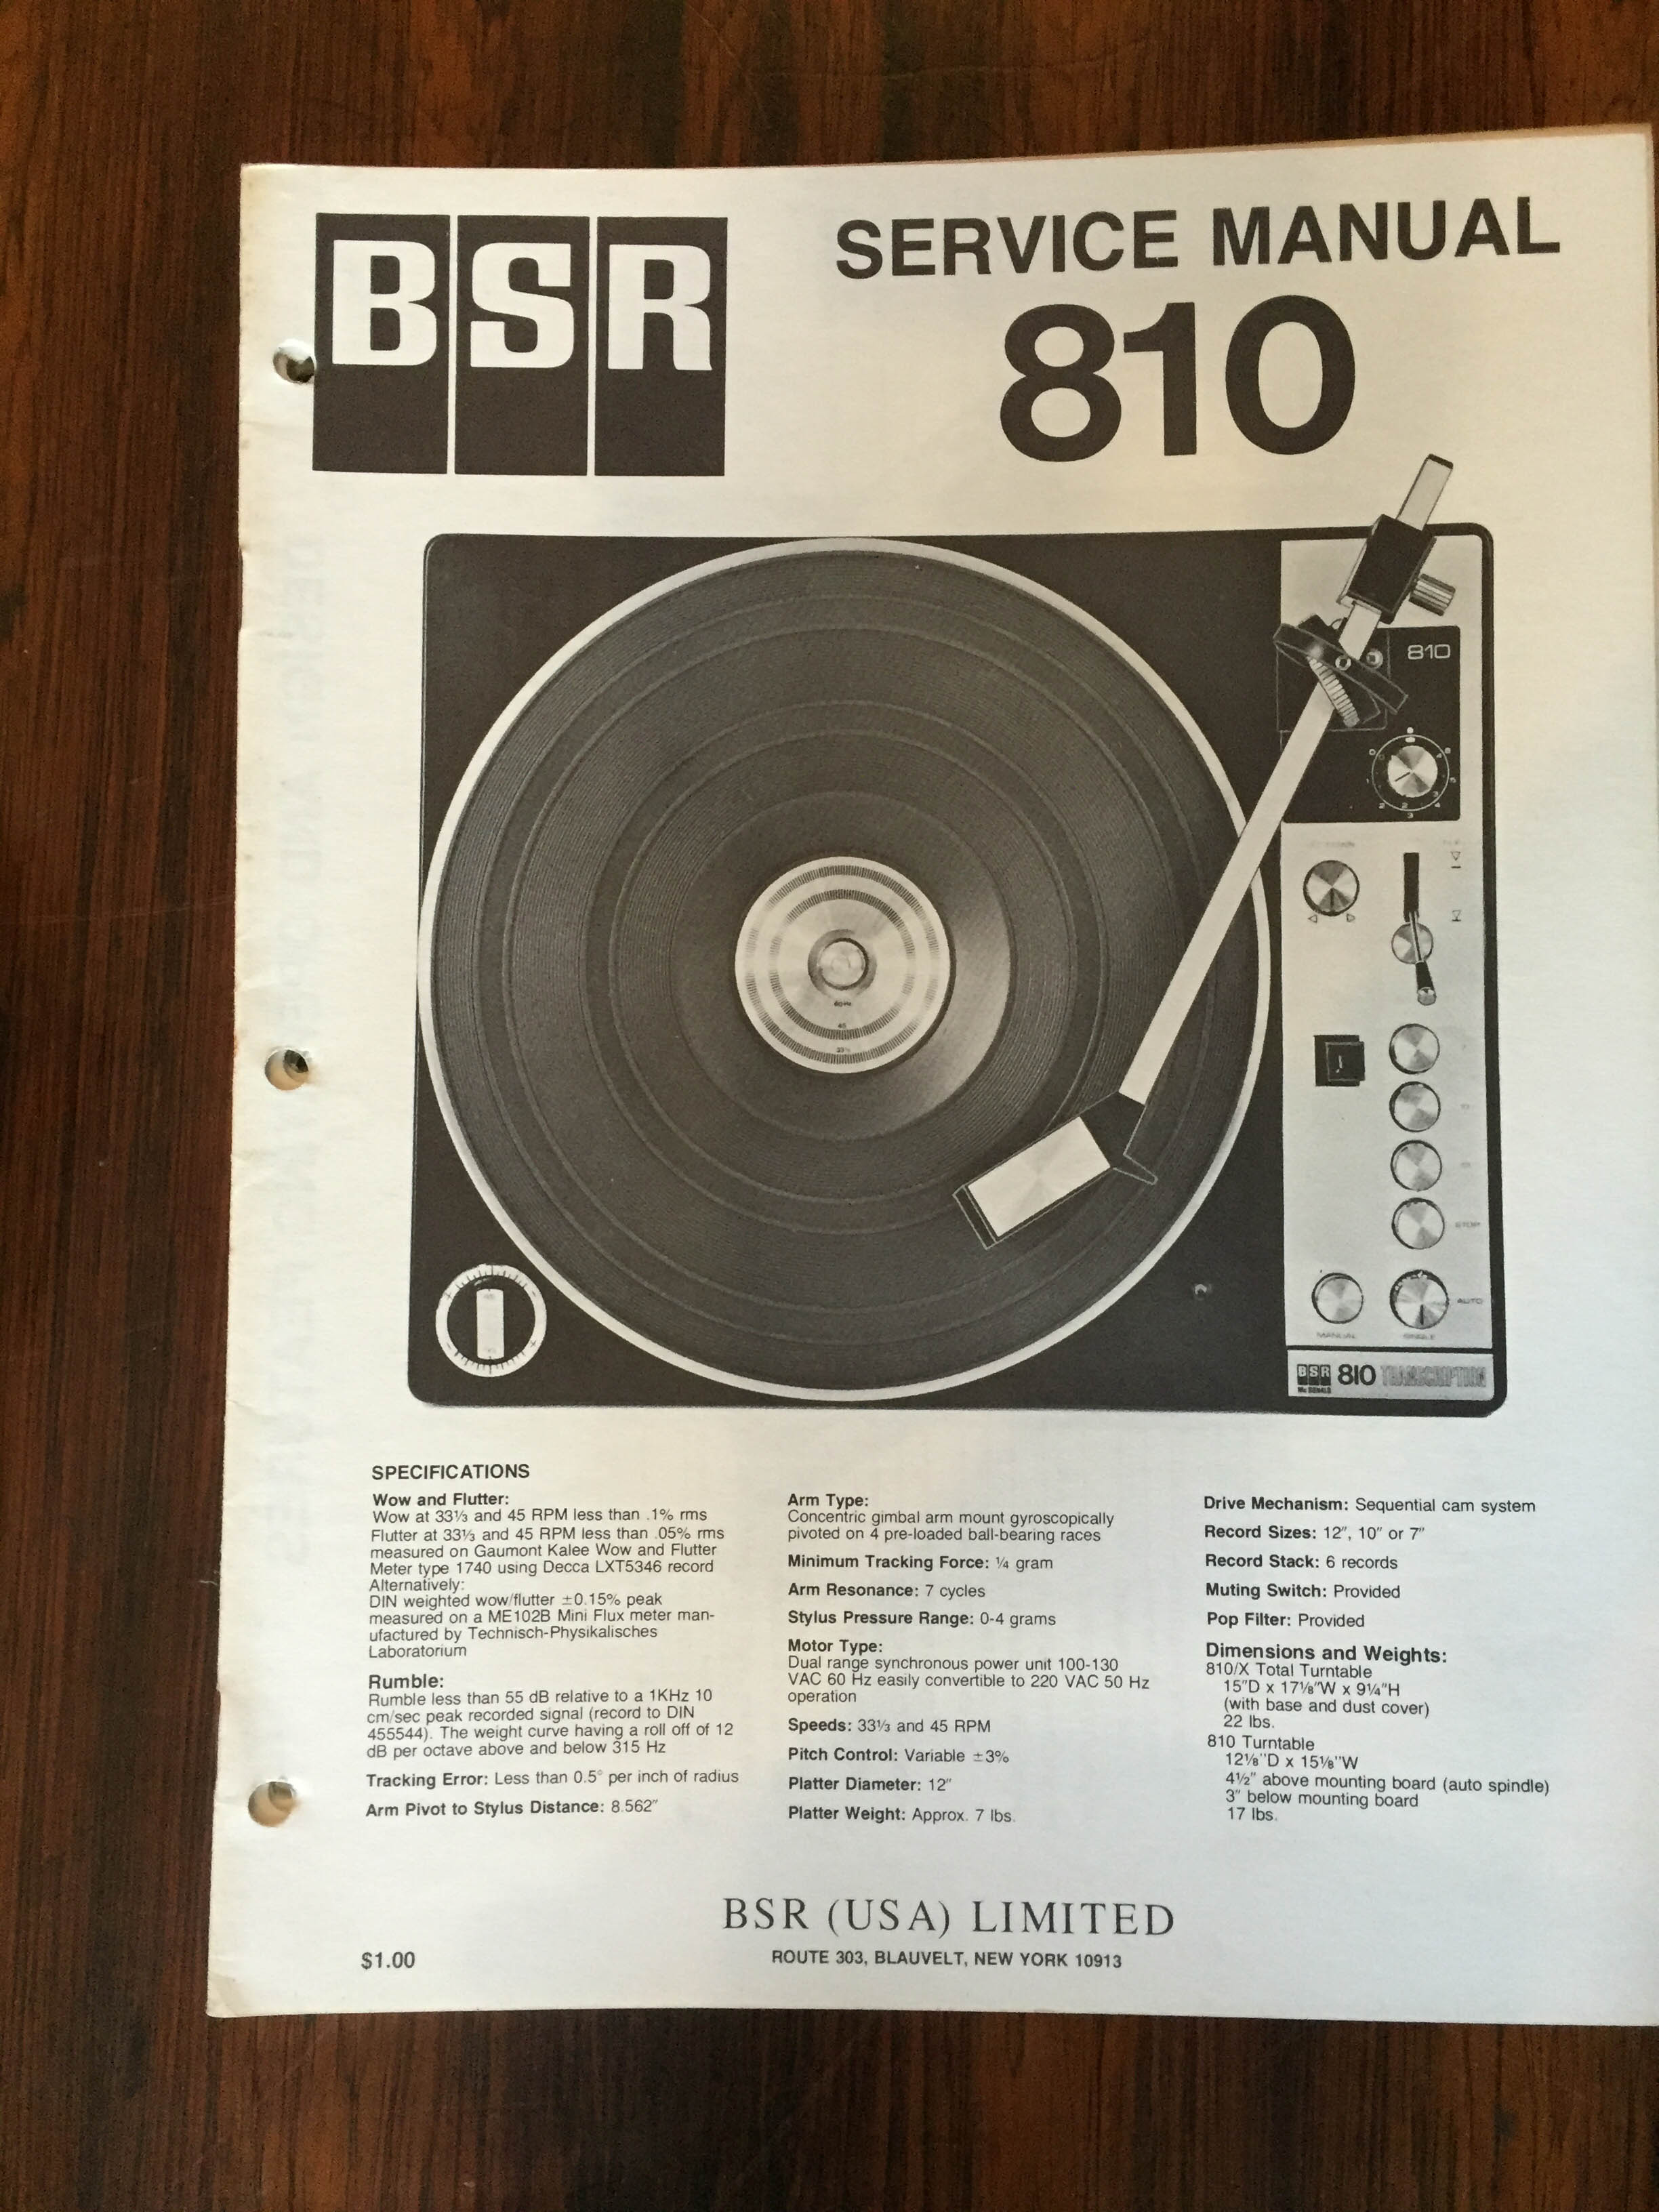 BSR
SERVICE MANUAL
810
810
60Hz
45
33⅓
STOP
AUTO
MANUAL
SINGLE
BSR 810 TRANSCRIPTION
McDONALD
SPECIFICATIONS
Wow and Flutter:
Wow at 33⅓ and 45 RPM less than .1% rms
Flutter at 33⅓ and 45 RPM less than .05% rms
measured on Gaumont Kalee Wow and Flutter
Meter type 1740 using Decca LXT5346 record
Alternatively:
DIN weighted wow/flutter ±0.15% peak
measured on a ME102B Mini Flux meter man-
ufactured by Technisch-Physikalisches
Laboratorium
Rumble:
Rumble less than 55 dB relative to a 1KHz 10
cm/sec peak recorded signal (record to DIN
455544). The weight curve having a roll off of 12
dB per octave above and below 315 Hz
Tracking Error: Less than 0.5° per inch of radius
Arm Pivot to Stylus Distance: 8.562"
Arm Type:
Concentric gimbal arm mount gyroscopically
pivoted on 4 pre-loaded ball-bearing races
Minimum Tracking Force: ¼ gram
Arm Resonance: 7 cycles
Stylus Pressure Range: 0-4 grams
Motor Type:
Dual range synchronous power unit 100-130
VAC 60 Hz easily convertible to 220 VAC 50 Hz
operation
Speeds: 33⅓ and 45 RPM
Pitch Control: Variable ±3%
Platter Diameter: 12"
Platter Weight: Approx. 7 lbs.
Drive Mechanism: Sequential cam system
Record Sizes: 12", 10" or 7"
Record Stack: 6 records
Muting Switch: Provided
Pop Filter: Provided
Dimensions and Weights:
810/X Total Turntable
15"D x 17⅛"W x 9¼"H
(with base and dust cover)
22 lbs.
810 Turntable
12⅛"D x 15⅛"W
4½" above mounting board (auto spindle)
3" below mounting board
17 lbs.
BSR (USA) LIMITED
$1.00
ROUTE 303, BLAUVELT, NEW YORK 10913